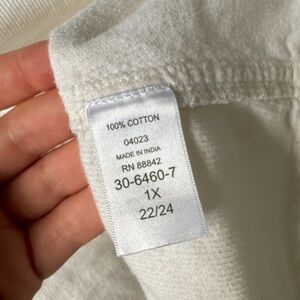 100% COTTON
04023
MADE IN INDIA
RN 88842
30-6460-7
1X
22/24